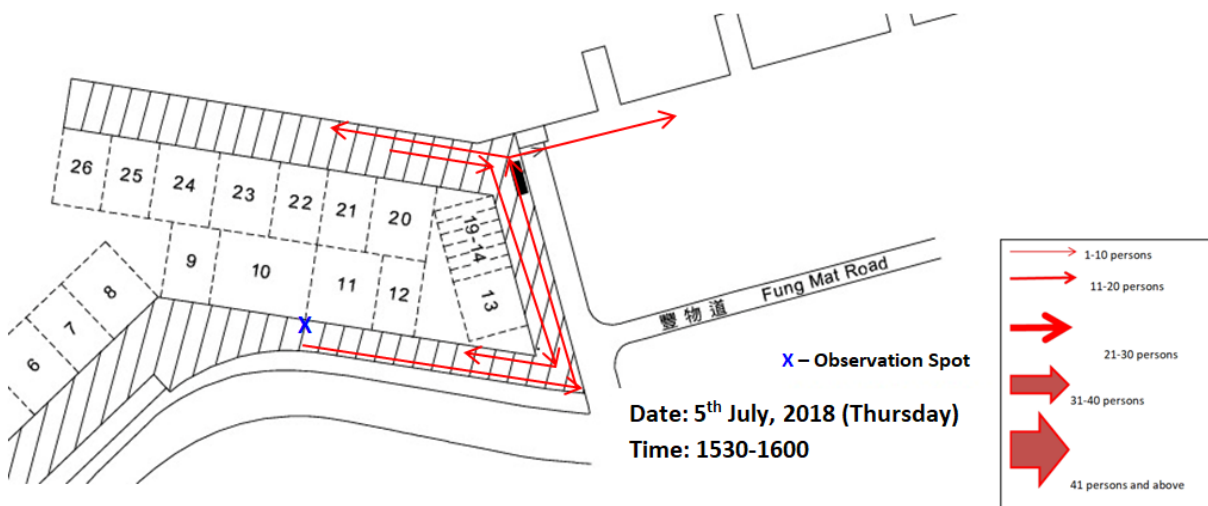 26
25
24
23
22
21
20
19-14
13
9
10
11
12
8
7
6
X
豐物道 Fung Mat Road
X – Observation Spot
Date: 5th July, 2018 (Thursday)
Time: 1530-1600
1-10 persons
11-20 persons
21-30 persons
31-40 persons
41 persons and above